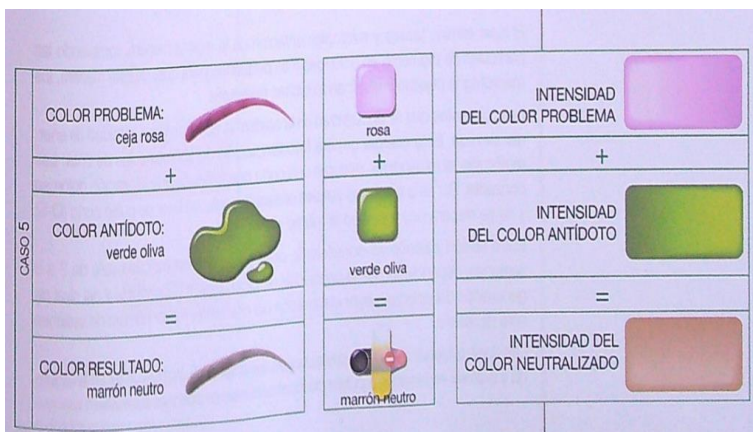 CASO 5
COLOR PROBLEMA:
ceja rosa
+
COLOR ANTÍDOTO:
verde oliva
=
COLOR RESULTADO:
marrón neutro
rosa
+
verde oliva
=
marrón neutro
INTENSIDAD
DEL COLOR PROBLEMA
+
INTENSIDAD
DEL COLOR ANTÍDOTO
=
INTENSIDAD DEL
COLOR NEUTRALIZADO